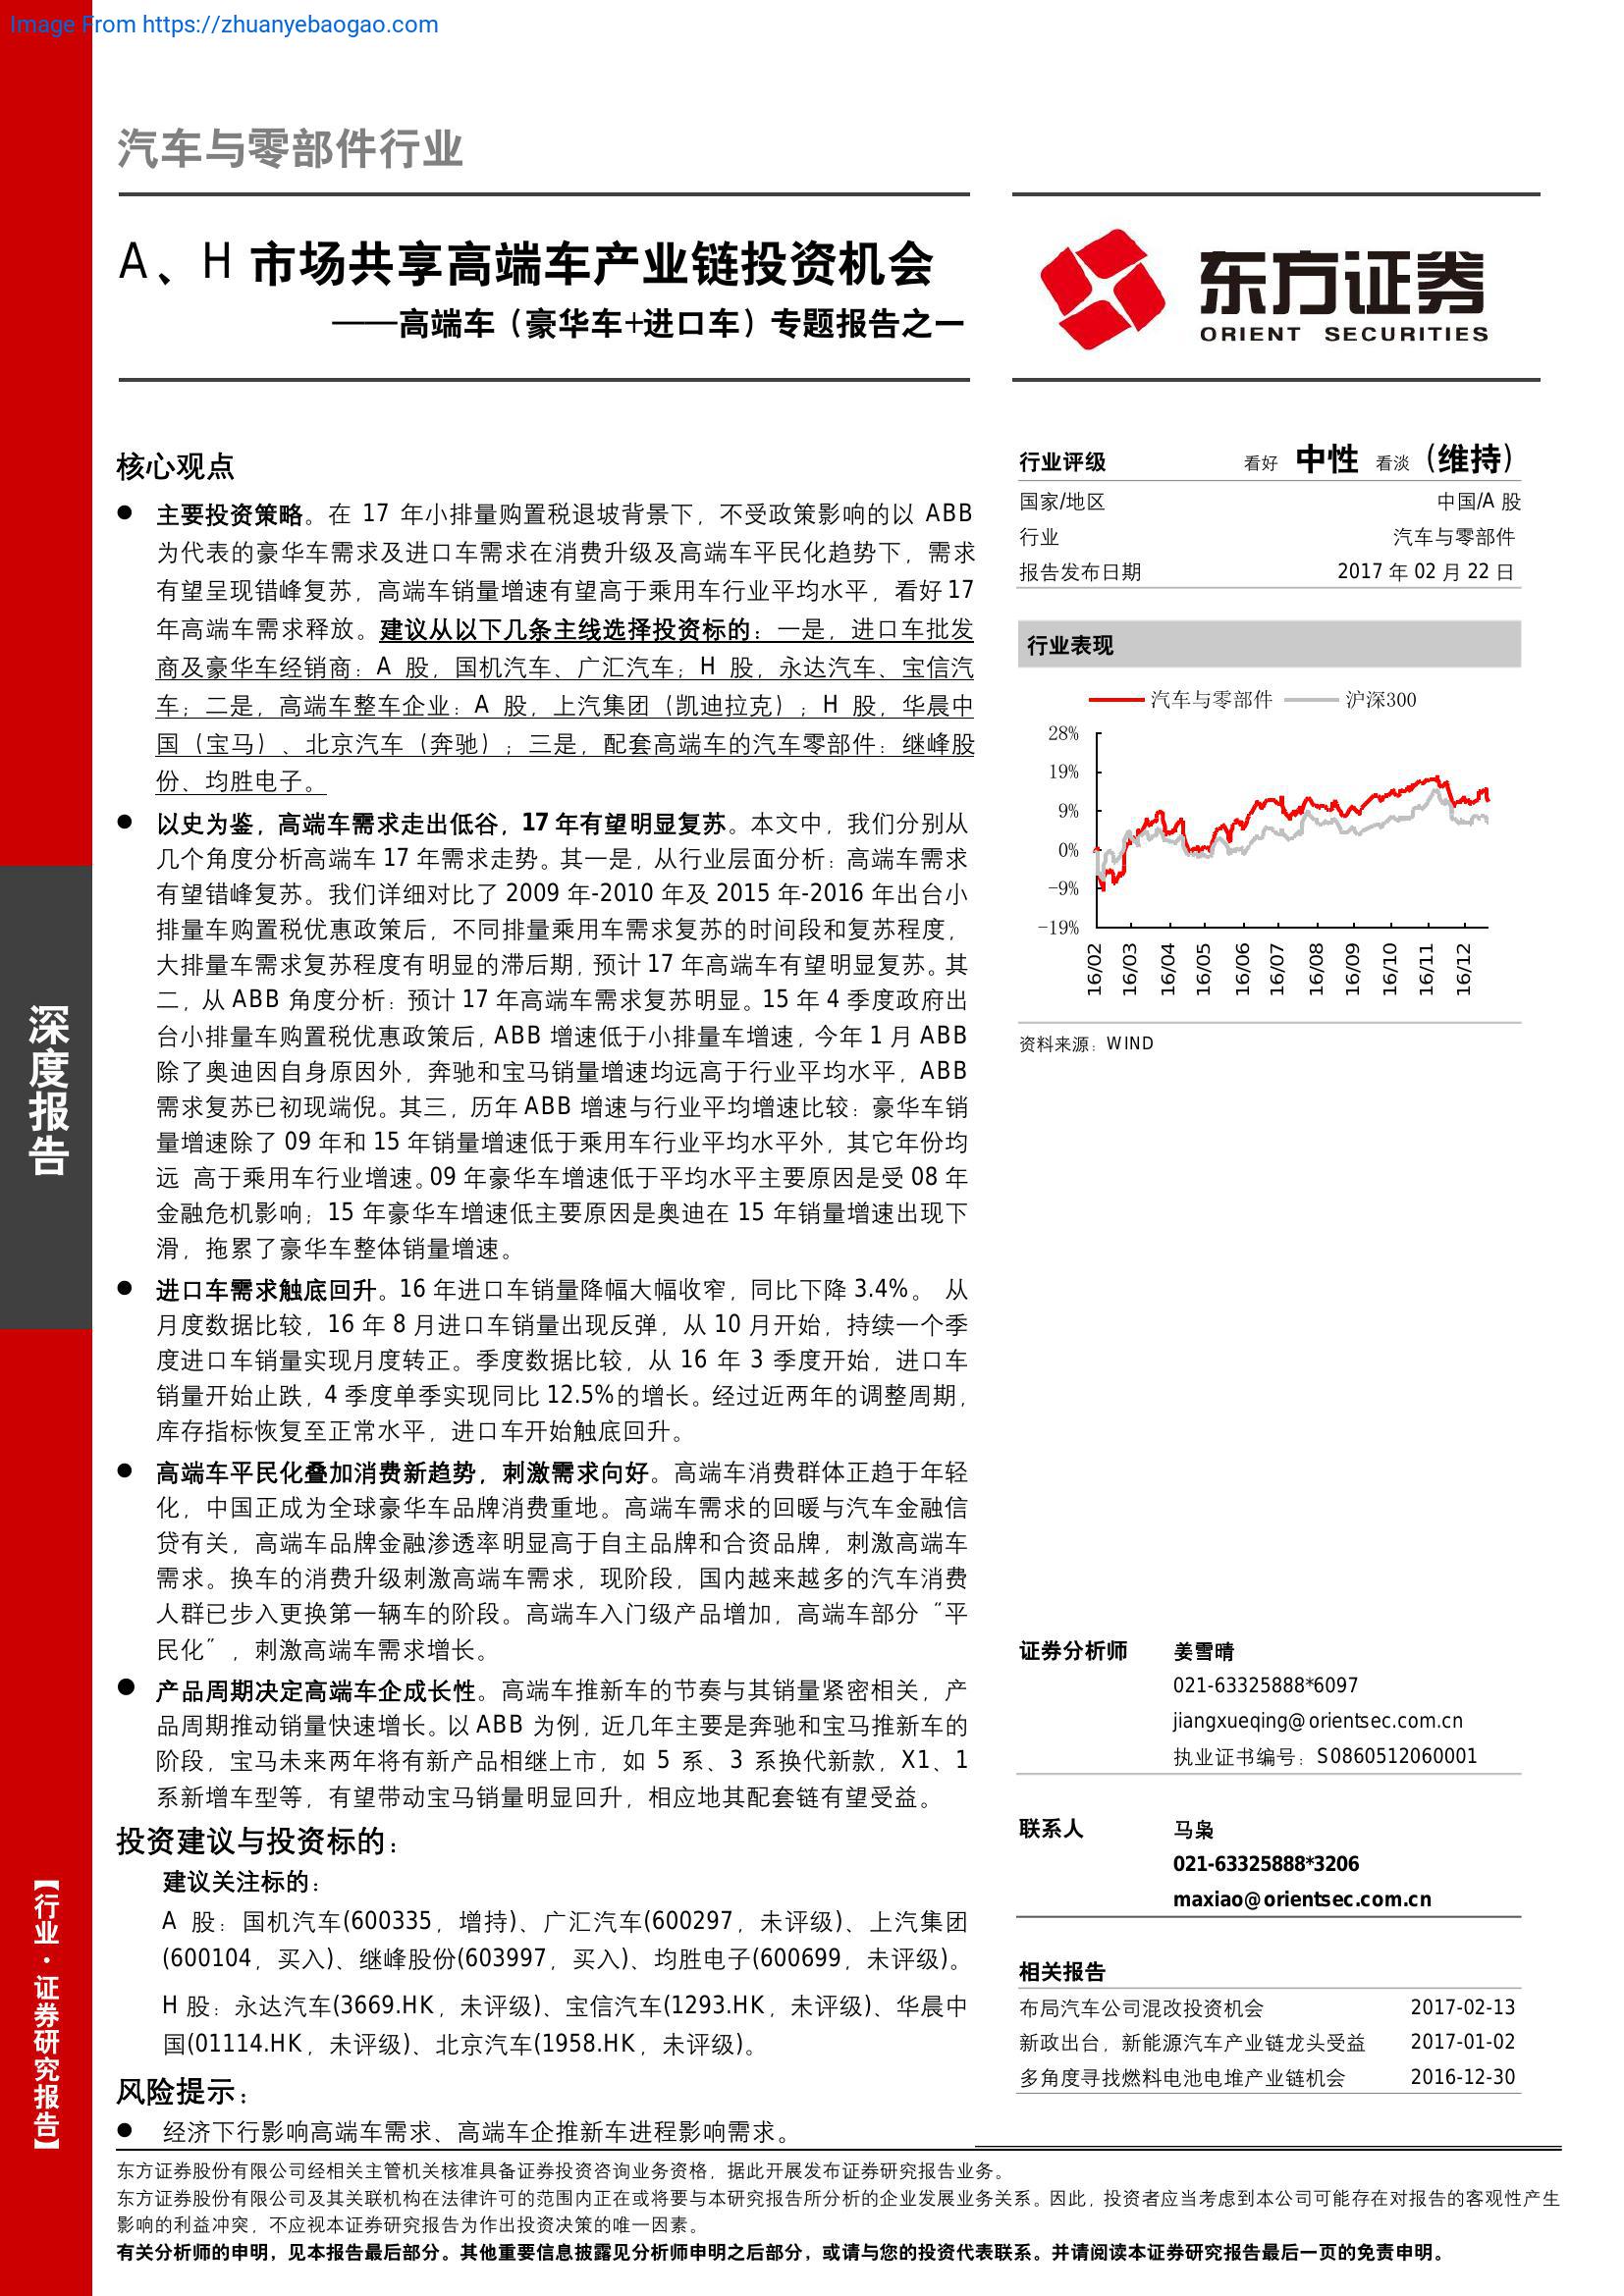 Image From https://zhuanyebaogao.com
汽车与零部件行业
A、H 市场共享高端车产业链投资机会
——高端车（豪华车+进口车）专题报告之一
东方证券
ORIENT SECURITIES
核心观点
● 主要投资策略。在 17 年小排量购置税退坡背景下，不受政策影响的以 ABB
为代表的豪华车需求及进口车需求在消费升级及高端车平民化趋势下，需求
有望呈现错峰复苏，高端车销量增速有望高于乘用车行业平均水平，看好 17
年高端车需求释放。建议从以下几条主线选择投资标的：一是，进口车批发
商及豪华车经销商：A 股，国机汽车、广汇汽车；H 股，永达汽车、宝信汽
车；二是，高端车整车企业：A 股，上汽集团（凯迪拉克）；H 股，华晨中
国（宝马）、北京汽车（奔驰）；三是，配套高端车的汽车零部件：继峰股
份、均胜电子。
● 以史为鉴，高端车需求走出低谷，17 年有望明显复苏。本文中，我们分别从
几个角度分析高端车 17 年需求走势。其一是，从行业层面分析：高端车需求
有望错峰复苏。我们详细对比了 2009 年-2010 年及 2015 年-2016 年出台小
排量车购置税优惠政策后，不同排量乘用车需求复苏的时间段和复苏程度，
大排量车需求复苏程度有明显的滞后期，预计 17 年高端车有望明显复苏。其
二，从 ABB 角度分析：预计 17 年高端车需求复苏明显。15 年 4 季度政府出
台小排量车购置税优惠政策后，ABB 增速低于小排量车增速，今年 1 月 ABB
除了奥迪因自身原因外，奔驰和宝马销量增速均远高于行业平均水平，ABB
需求复苏已初现端倪。其三，历年 ABB 增速与行业平均增速比较：豪华车销
量增速除了 09 年和 15 年销量增速低于乘用车行业平均水平外，其它年份均
远 高于乘用车行业增速。09 年豪华车增速低于平均水平主要原因是受 08 年
金融危机影响；15 年豪华车增速低主要原因是奥迪在 15 年销量增速出现下
滑，拖累了豪华车整体销量增速。
● 进口车需求触底回升。16 年进口车销量降幅大幅收窄，同比下降 3.4%。 从
月度数据比较，16 年 8 月进口车销量出现反弹，从 10 月开始，持续一个季
度进口车销量实现月度转正。季度数据比较，从 16 年 3 季度开始，进口车
销量开始止跌，4 季度单季实现同比 12.5%的增长。经过近两年的调整周期，
库存指标恢复至正常水平，进口车开始触底回升。
● 高端车平民化叠加消费新趋势，刺激需求向好。高端车消费群体正趋于年轻
化，中国正成为全球豪华车品牌消费重地。高端车需求的回暖与汽车金融信
贷有关，高端车品牌金融渗透率明显高于自主品牌和合资品牌，刺激高端车
需求。换车的消费升级刺激高端车需求，现阶段，国内越来越多的汽车消费
人群已步入更换第一辆车的阶段。高端车入门级产品增加，高端车部分“平
民化”，刺激高端车需求增长。
● 产品周期决定高端车企成长性。高端车推新车的节奏与其销量紧密相关，产
品周期推动销量快速增长。以 ABB 为例，近几年主要是奔驰和宝马推新车的
阶段，宝马未来两年将有新产品相继上市，如 5 系、3 系换代新款，X1、1
系新增车型等，有望带动宝马销量明显回升，相应地其配套链有望受益。
投资建议与投资标的：
建议关注标的：
A 股：国机汽车(600335，增持)、广汇汽车(600297，未评级)、上汽集团
(600104，买入)、继峰股份(603997，买入)、均胜电子(600699，未评级)。
H 股：永达汽车(3669.HK，未评级)、宝信汽车(1293.HK，未评级)、华晨中
国(01114.HK，未评级)、北京汽车(1958.HK，未评级)。
风险提示：
● 经济下行影响高端车需求、高端车企推新车进程影响需求。
行业评级 看好 中性 看淡（维持）
国家/地区 中国/A 股
行业 汽车与零部件
报告发布日期 2017 年 02 月 22 日
行业表现
汽车与零部件 沪深300
28%
19%
9%
0%
-9%
-19%
16/02 16/03 16/04 16/05 16/06 16/07 16/08 16/09 16/10 16/11 16/12
资料来源：WIND
证券分析师 姜雪晴
021-63325888*6097
jiangxueqing@orientsec.com.cn
执业证书编号：S0860512060001
联系人 马枭
021-63325888*3206
maxiao@orientsec.com.cn
相关报告
布局汽车公司混改投资机会 2017-02-13
新政出台，新能源汽车产业链龙头受益 2017-01-02
多角度寻找燃料电池电堆产业链机会 2016-12-30
深度报告
【行业·证券研究报告】
东方证券股份有限公司经相关主管机关核准具备证券投资咨询业务资格，据此开展发布证券研究报告业务。
东方证券股份有限公司及其关联机构在法律许可的范围内正在或将要与本研究报告所分析的企业发展业务关系。因此，投资者应当考虑到本公司可能存在对报告的客观性产生
影响的利益冲突，不应视本证券研究报告为作出投资决策的唯一因素。
有关分析师的申明，见本报告最后部分。其他重要信息披露见分析师申明之后部分，或请与您的投资代表联系。并请阅读本证券研究报告最后一页的免责申明。